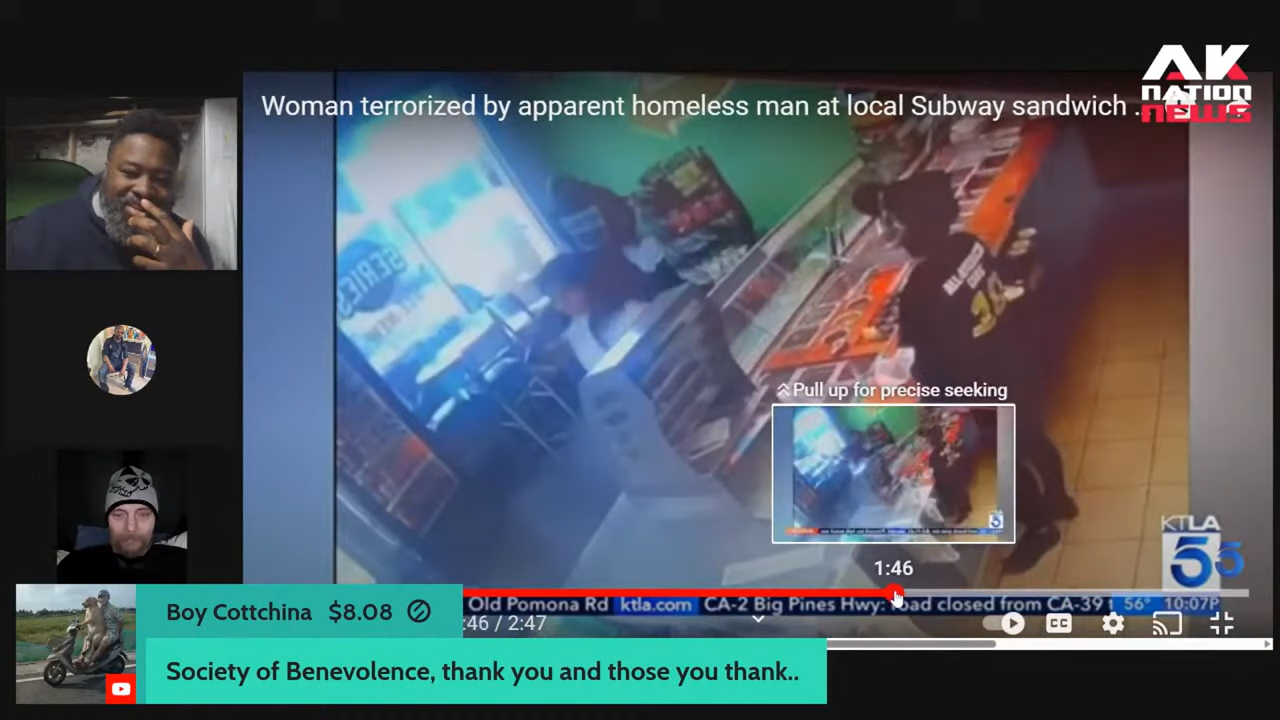 AK
NATION
NEWS
Woman terrorized by apparent homeless man at local Subway sandwich ...
SERIES
Pull up for precise seeking
1:46
KTLA
5
Old Pomona Rd ktla.com CA-2 Big Pines Hwy: road closed from CA-39 t 56° 10:07P
:46 / 2:47
CC
Boy Cottchina $8.08
Society of Benevolence, thank you and those you thank..